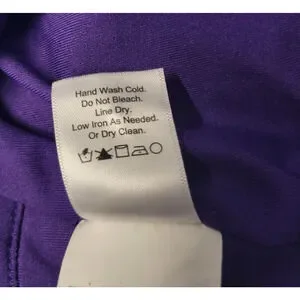 Hand Wash Cold.
Do Not Bleach.
Line Dry.
Low Iron As Needed.
Or Dry Clean.